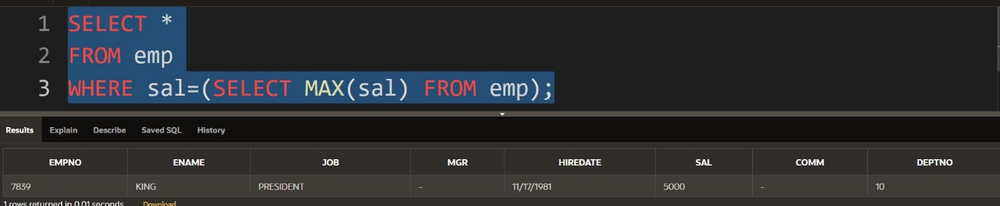 1 SELECT *
2 FROM emp
3 WHERE sal=(SELECT MAX(sal) FROM emp);
Results Explain Describe Saved SQL History
EMPNO ENAME JOB MGR HIREDATE SAL COMM DEPTNO
7839 KING PRESIDENT - 11/17/1981 5000 - 10
1 rows returned in 0.01 seconds Download